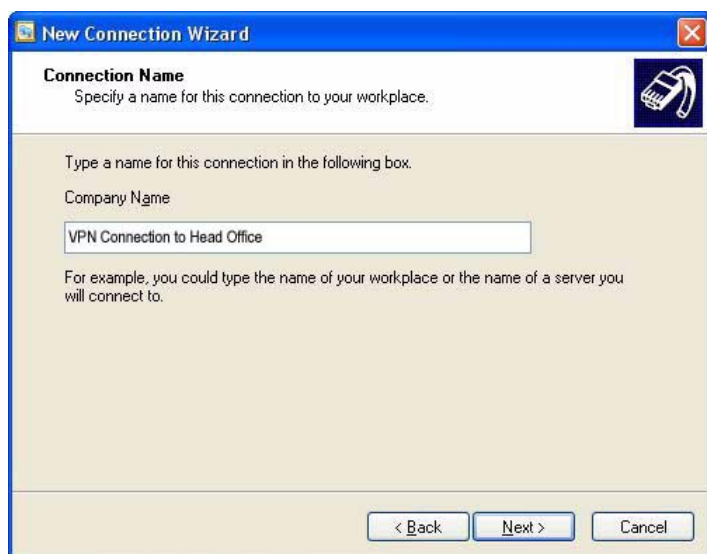 New Connection Wizard
Connection Name
Specify a name for this connection to your workplace.
Type a name for this connection in the following box.
Company Name
VPN Connection to Head Office
For example, you could type the name of your workplace or the name of a server you
will connect to.
< Back Next > Cancel